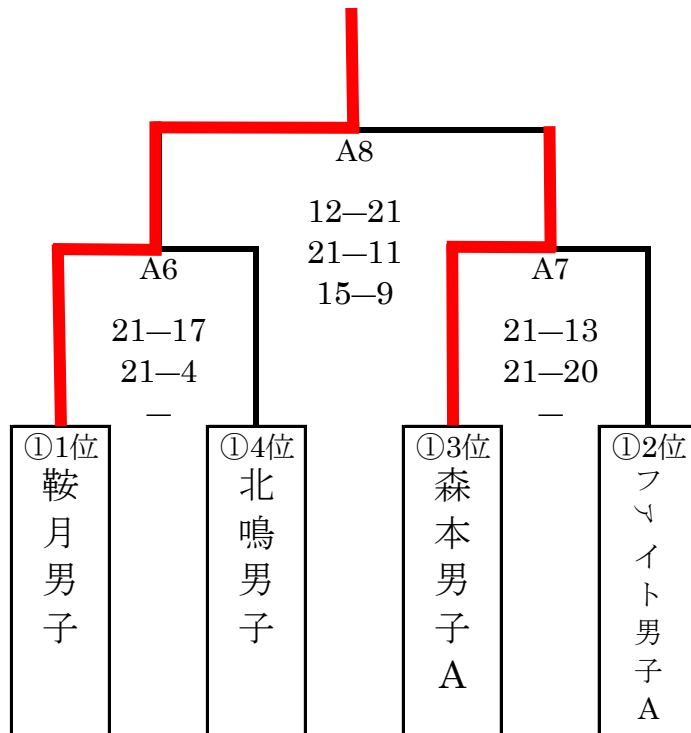 A8
12–21
21–11
15–9
A6
21–17
21–4
–
A7
21–13
21–20
–
①1位
鞍月男子
①4位
北鳴男子
①3位
森本男子A
①2位
ファイト男子A